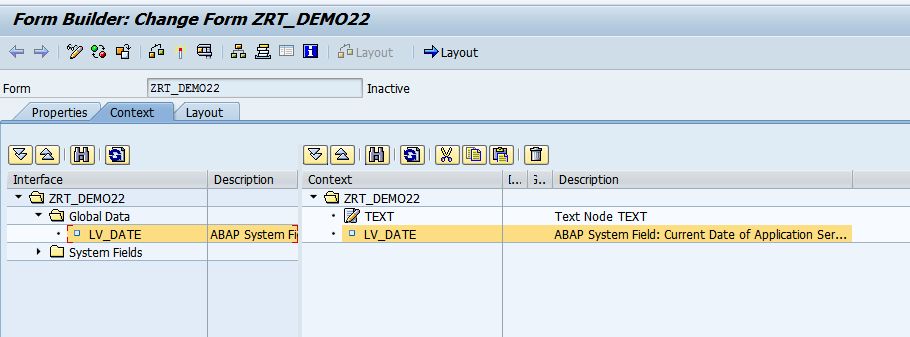 Form Builder: Change Form ZRT_DEMO22
Layout Layout
Form ZRT_DEMO22 Inactive
Properties Context Layout
Interface Description
ZRT_DEMO22
Global Data
LV_DATE ABAP System Fi
System Fields
Context I... G.. Description
ZRT_DEMO22
TEXT Text Node TEXT
LV_DATE ABAP System Field: Current Date of Application Ser...